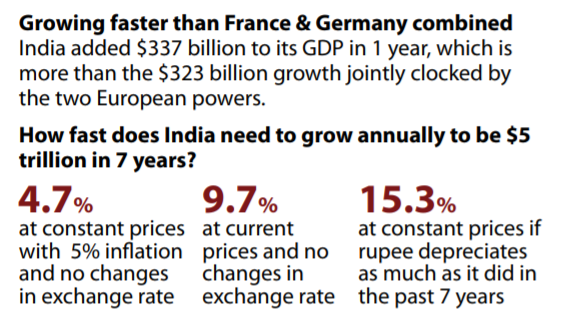 Growing faster than France & Germany combined
India added $337 billion to its GDP in 1 year, which is
more than the $323 billion growth jointly clocked by
the two European powers.
How fast does India need to grow annually to be $5
trillion in 7 years?
4.7%
at constant prices
with 5% inflation
and no changes
in exchange rate
9.7%
at current
prices and no
changes in
exchange rate
15.3%
at constant prices if
rupee depreciates
as much as it did in
the past 7 years